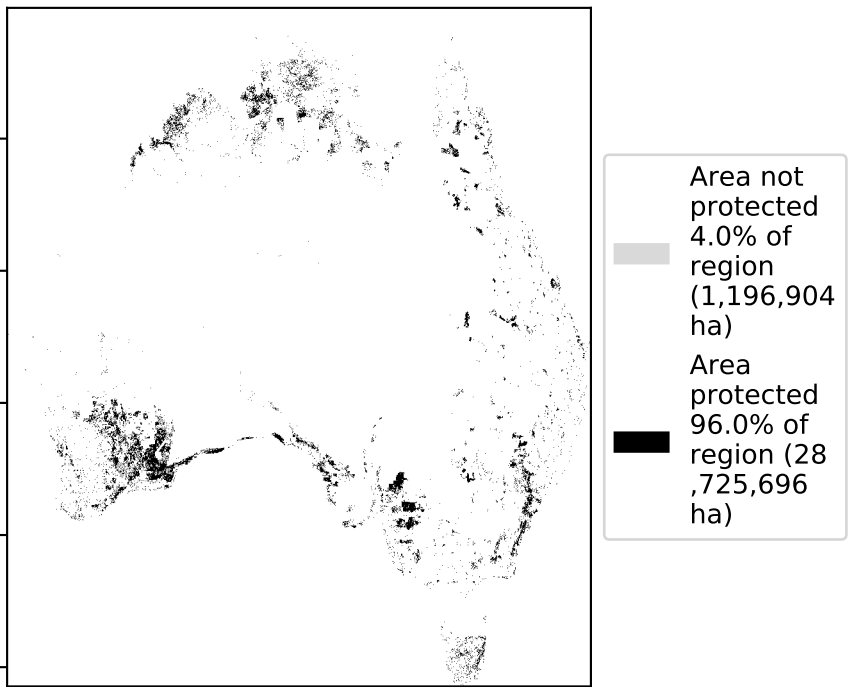 Area not
protected
4.0% of
region
(1,196,904
ha)
Area
protected
96.0% of
region (28
,725,696
ha)